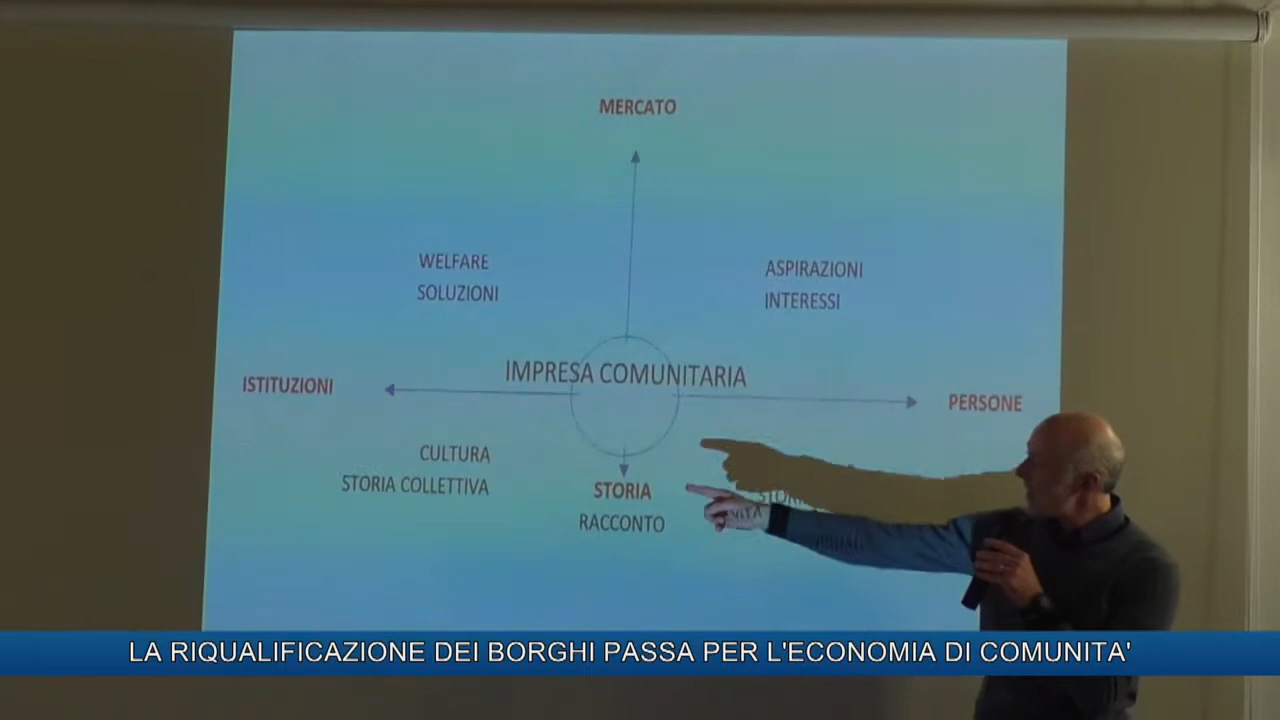 MERCATO
WELFARE
SOLUZIONI
ASPIRAZIONI
INTERESSI
IMPRESA COMUNITARIA
ISTITUZIONI
PERSONE
CULTURA
STORIA COLLETTIVA
STORIA
RACCONTO
VITA
LA RIQUALIFICAZIONE DEI BORGHI PASSA PER L'ECONOMIA DI COMUNITA'